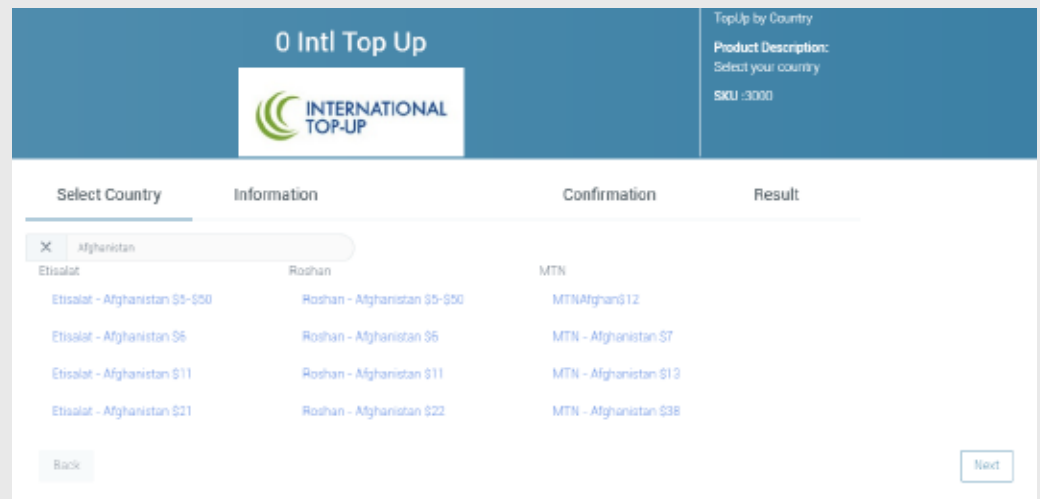 TopUp by Country
0 Intl Top Up
Product Description:
Select your country
SKU :3000
INTERNATIONAL
TOP-UP
Select Country Information Confirmation Result
Afghanistan
Etisalat Roshan MTN
Etisalat - Afghanistan $5-$50 Roshan - Afghanistan $5-$50 MTNAfghan$12
Etisalat - Afghanistan $6 Roshan - Afghanistan $6 MTN - Afghanistan $7
Etisalat - Afghanistan $11 Roshan - Afghanistan $11 MTN - Afghanistan $13
Etisalat - Afghanistan $21 Roshan - Afghanistan $22 MTN - Afghanistan $38
Back Next